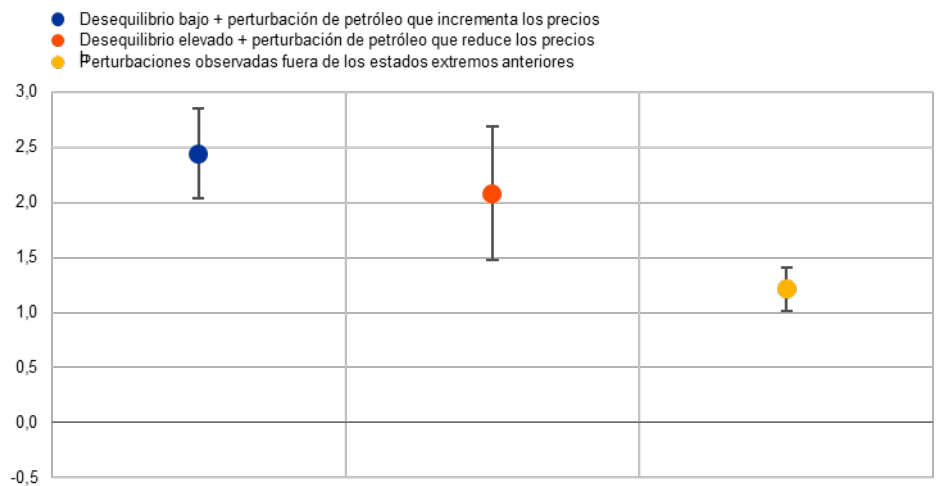 Desequilibrio bajo + perturbación de petróleo que incrementa los precios
Desequilibrio elevado + perturbación de petróleo que reduce los precios
Perturbaciones observadas fuera de los estados extremos anteriores
3,0
2,5
2,0
1,5
1,0
0,5
0,0
-0,5